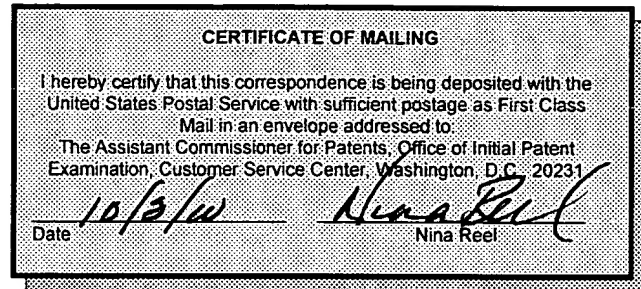 CERTIFICATE OF MAILING
I hereby certify that this correspondence is being deposited with the
United States Postal Service with sufficient postage as First Class
Mail in an envelope addressed to:
The Assistant Commissioner for Patents, Office of Initial Patent
Examination, Customer Service Center, Washington, D.C. 20231
Nina Reel
Date Nina Reel